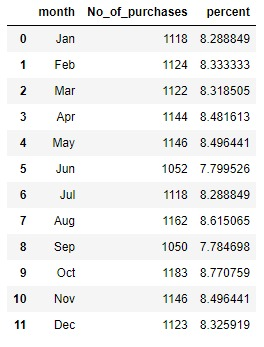 month No_of_purchases percent
0 Jan 1118 8.288849
1 Feb 1124 8.333333
2 Mar 1122 8.318505
3 Apr 1144 8.481613
4 May 1146 8.496441
5 Jun 1052 7.799526
6 Jul 1118 8.288849
7 Aug 1162 8.615065
8 Sep 1050 7.784698
9 Oct 1183 8.770759
10 Nov 1146 8.496441
11 Dec 1123 8.325919